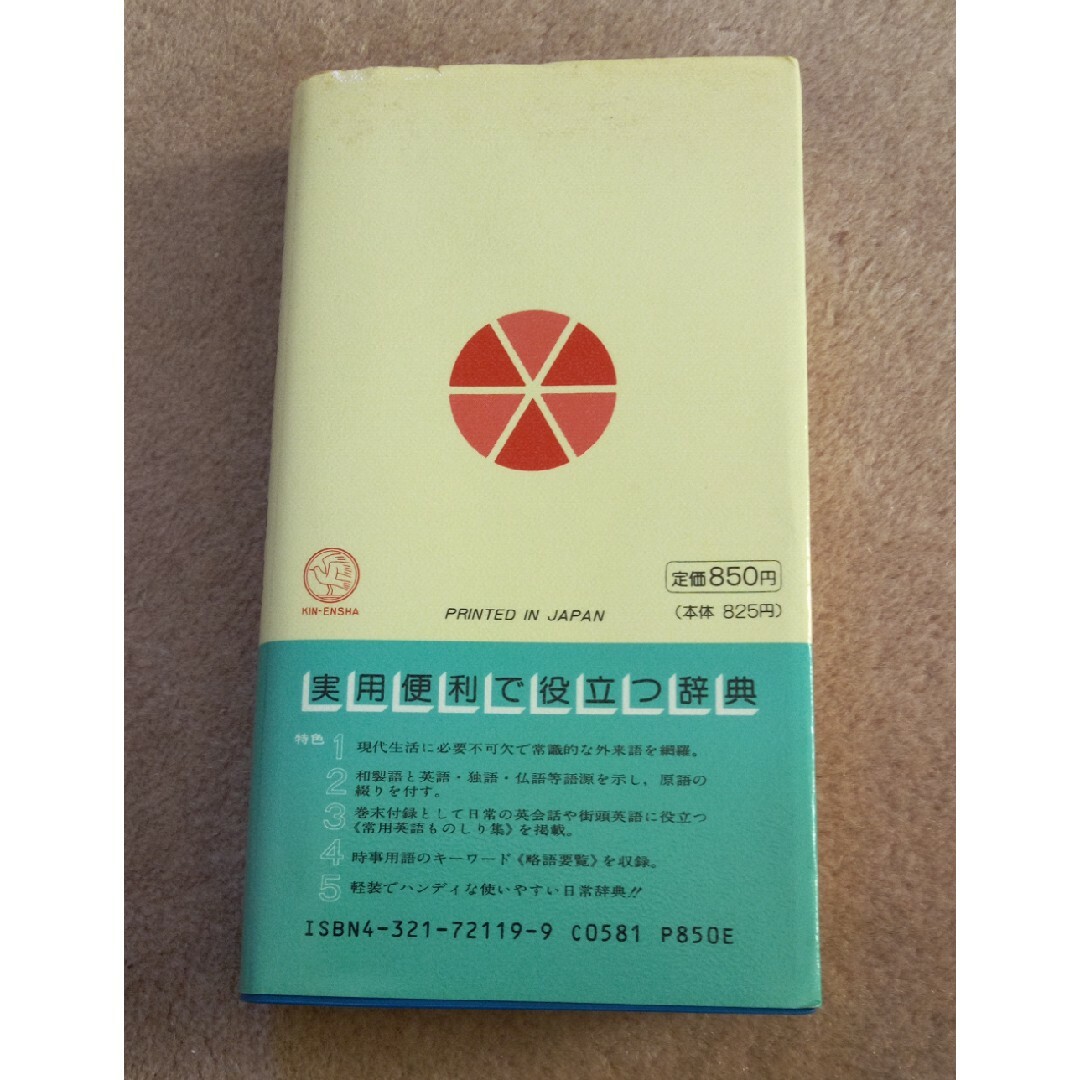 定価850円
KIN-ENSHA
PRINTED IN JAPAN
(本体 825円)
実用便利で役立つ辞典
特色
1 現代生活に必要不可欠で常識的な外来語を網羅。
2 和製語と英語・独語・仏語等語源を示し、原語の
綴りを付す。
3 巻末付録として日常の英会話や街頭英語に役立つ
《常用英語ものしり集》を掲載。
4 時事用語のキーワード《略語要覧》を収録。
5 軽装でハンディな使いやすい日常辞典!!
ISBN4-321-72119-9 C0581 P850E